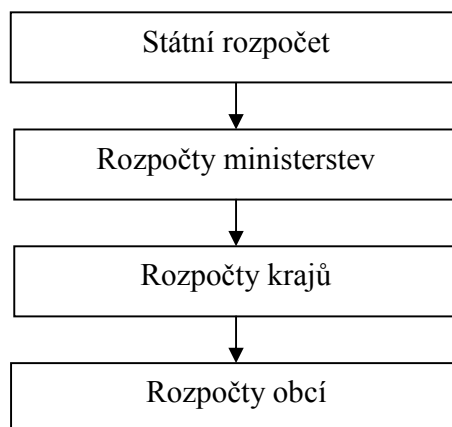 Státní rozpočet
Rozpočty ministerstev
Rozpočty krajů
Rozpočty obcí